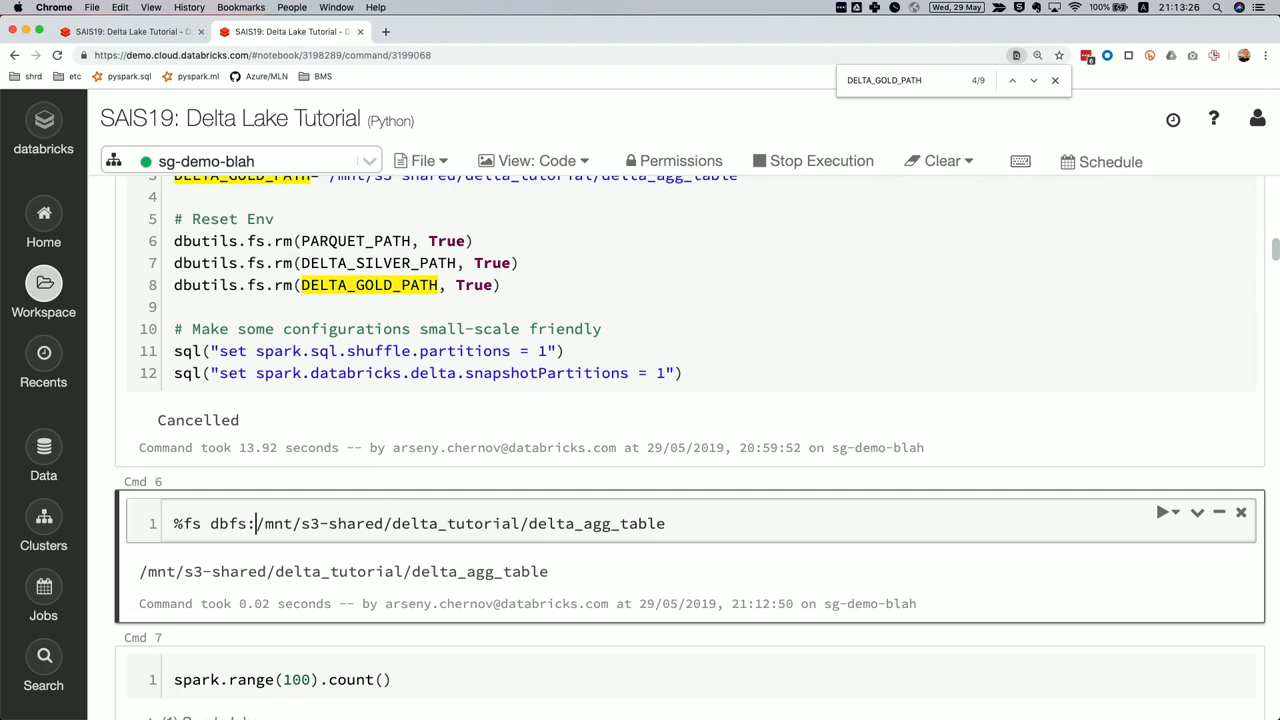 Chrome File Edit View History Bookmarks People Window Help
100% Wed, 29 May 21:13:26
SAIS19: Delta Lake Tutorial - D
SAIS19: Delta Lake Tutorial - D
https://demo.cloud.databricks.com/#notebook/3198289/command/3199068
shrd etc pyspark.sql pyspark.ml Azure/MLN BMS
DELTA_GOLD_PATH 4/9
databricks
Home
Workspace
Recents
Data
Clusters
Jobs
Search
SAIS19: Delta Lake Tutorial (Python)
sg-demo-blah File View: Code Permissions Stop Execution Clear Schedule
3 DELTA_GOLD_PATH="/mnt/s3-shared/delta_tutorial/delta_agg_table"
4
5 # Reset Env
6 dbutils.fs.rm(PARQUET_PATH, True)
7 dbutils.fs.rm(DELTA_SILVER_PATH, True)
8 dbutils.fs.rm(DELTA_GOLD_PATH, True)
9
10 # Make some configurations small-scale friendly
11 sql("set spark.sql.shuffle.partitions = 1")
12 sql("set spark.databricks.delta.snapshotPartitions = 1")
Cancelled
Command took 13.92 seconds -- by arseny.chernov@databricks.com at 29/05/2019, 20:59:52 on sg-demo-blah
Cmd 6
1 %fs dbfs:/mnt/s3-shared/delta_tutorial/delta_agg_table
/mnt/s3-shared/delta_tutorial/delta_agg_table
Command took 0.02 seconds -- by arseny.chernov@databricks.com at 29/05/2019, 21:12:50 on sg-demo-blah
Cmd 7
1 spark.range(100).count()